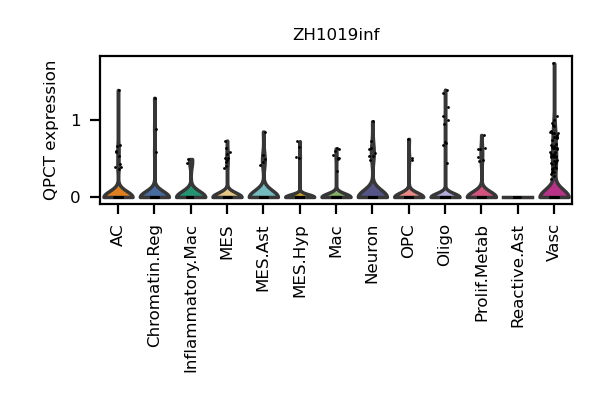 ZH1019inf
QPCT expression
1
0
AC
Chromatin.Reg
Inflammatory.Mac
MES
MES.Ast
MES.Hyp
Mac
Neuron
OPC
Oligo
Prolif.Metab
Reactive.Ast
Vasc